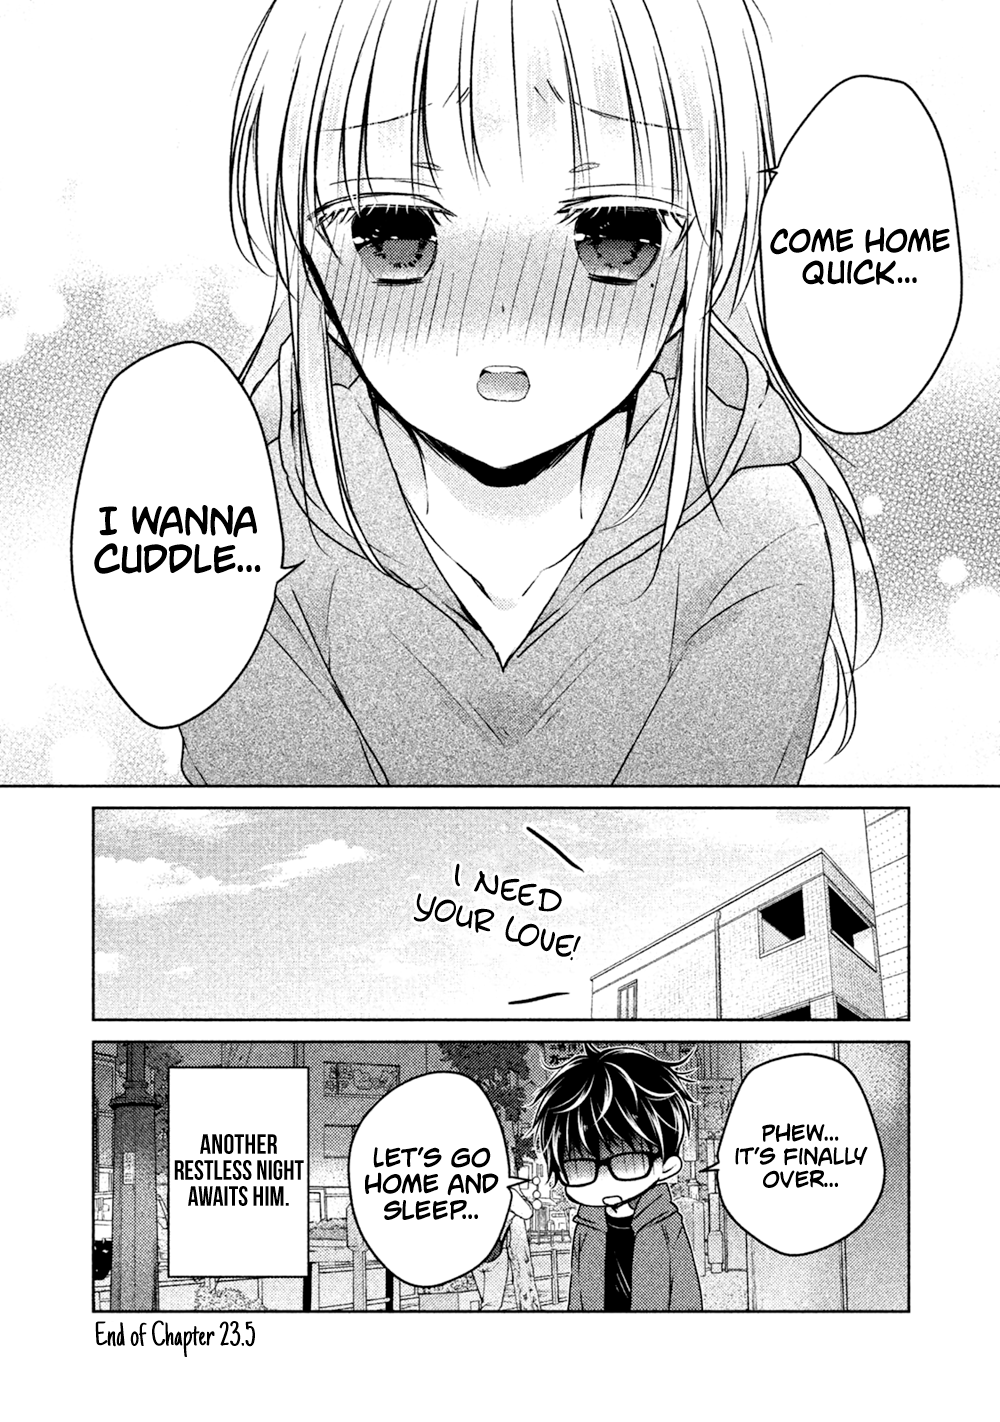 COME HOME
QUICK...
I WANNA
CUDDLE...
I NEED
YOUR LOVE!
PHEW...
IT'S FINALLY
OVER...
LET'S GO
HOME AND
SLEEP...
ANOTHER
RESTLESS NIGHT
AWAITS HIM.
End of Chapter 23.5